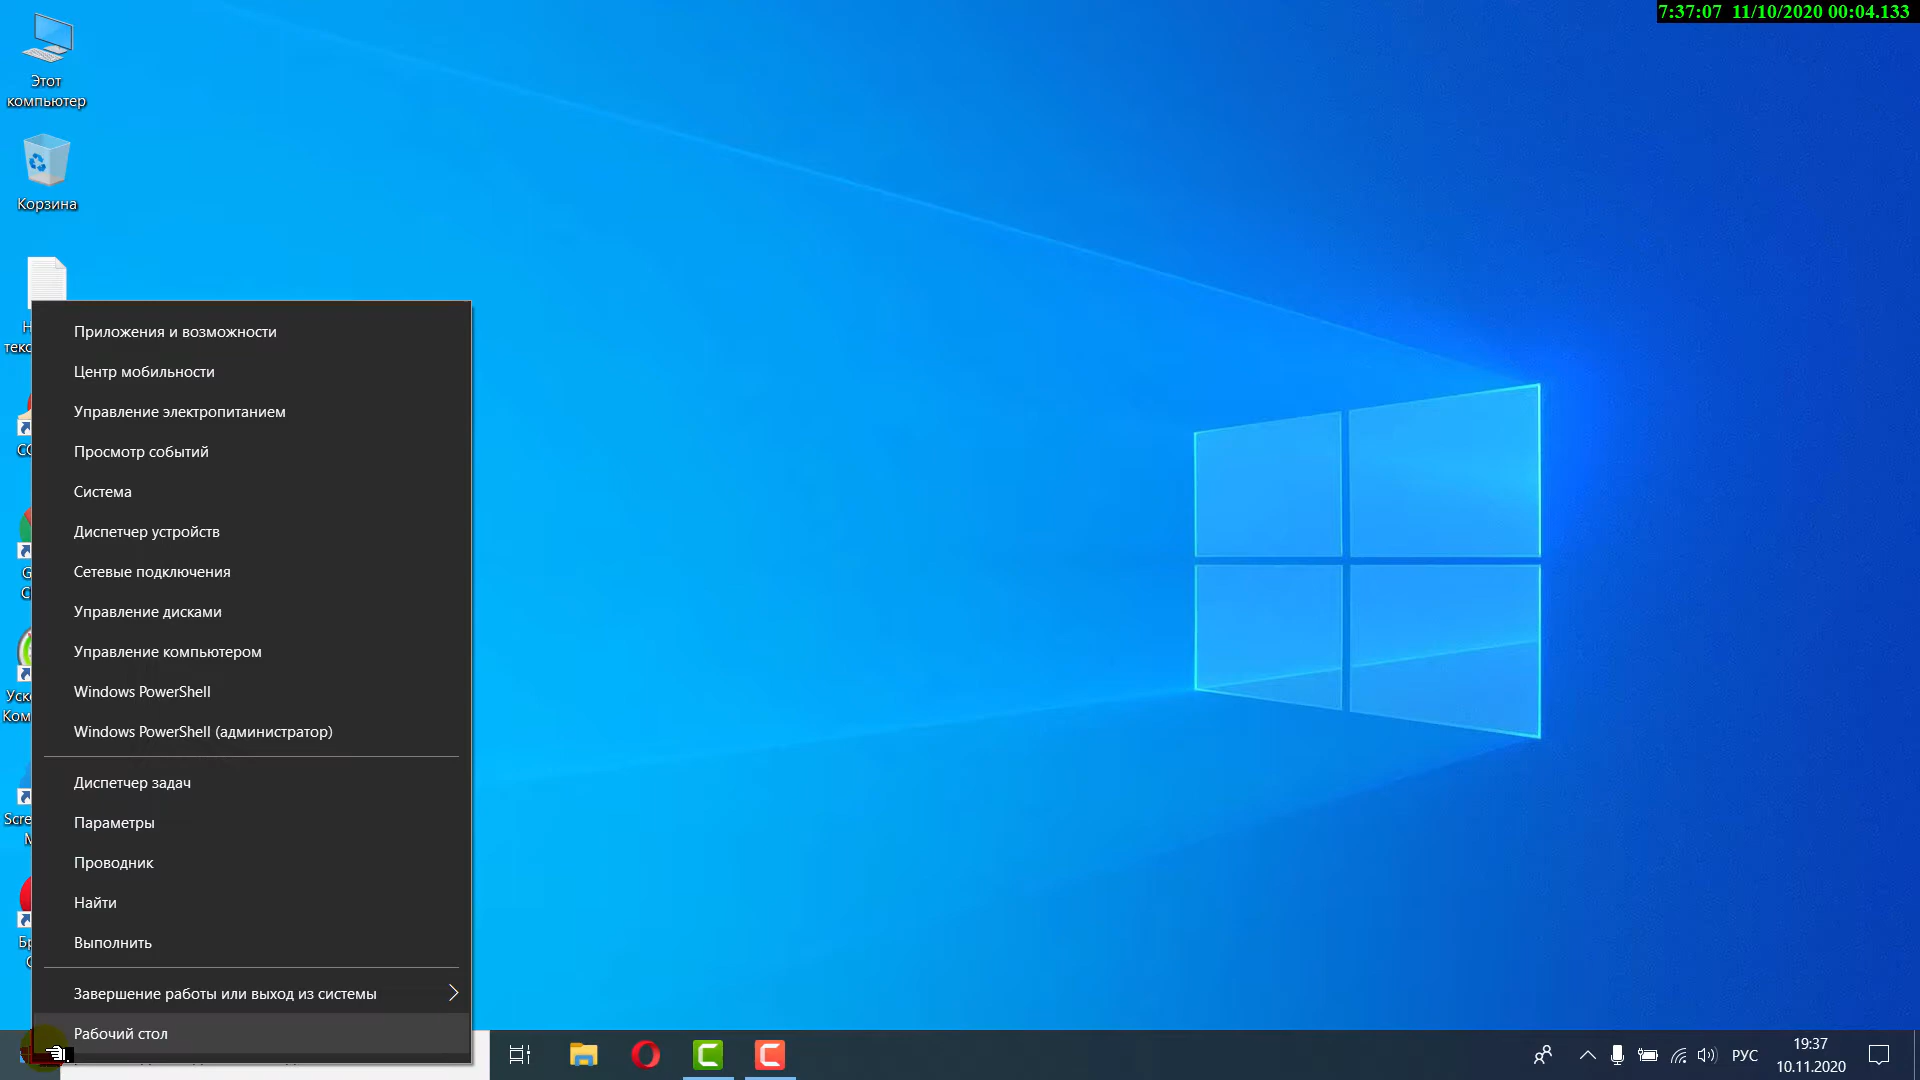 7:37:07 11/10/2020 00:04.133
Этот
компьютер
Корзина
Приложения и возможности
Центр мобильности
Управление электропитанием
Просмотр событий
Система
Диспетчер устройств
Сетевые подключения
Управление дисками
Управление компьютером
Windows PowerShell
Windows PowerShell (администратор)
Диспетчер задач
Параметры
Проводник
Найти
Выполнить
Завершение работы или выход из системы
Рабочий стол
РУС
19:37
10.11.2020